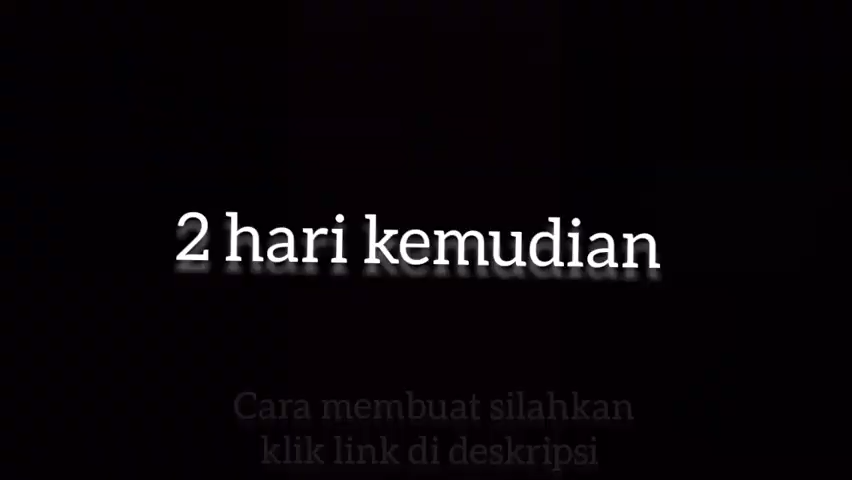 2 hari kemudian
Cara membuat silahkan
klik link di deskripsi